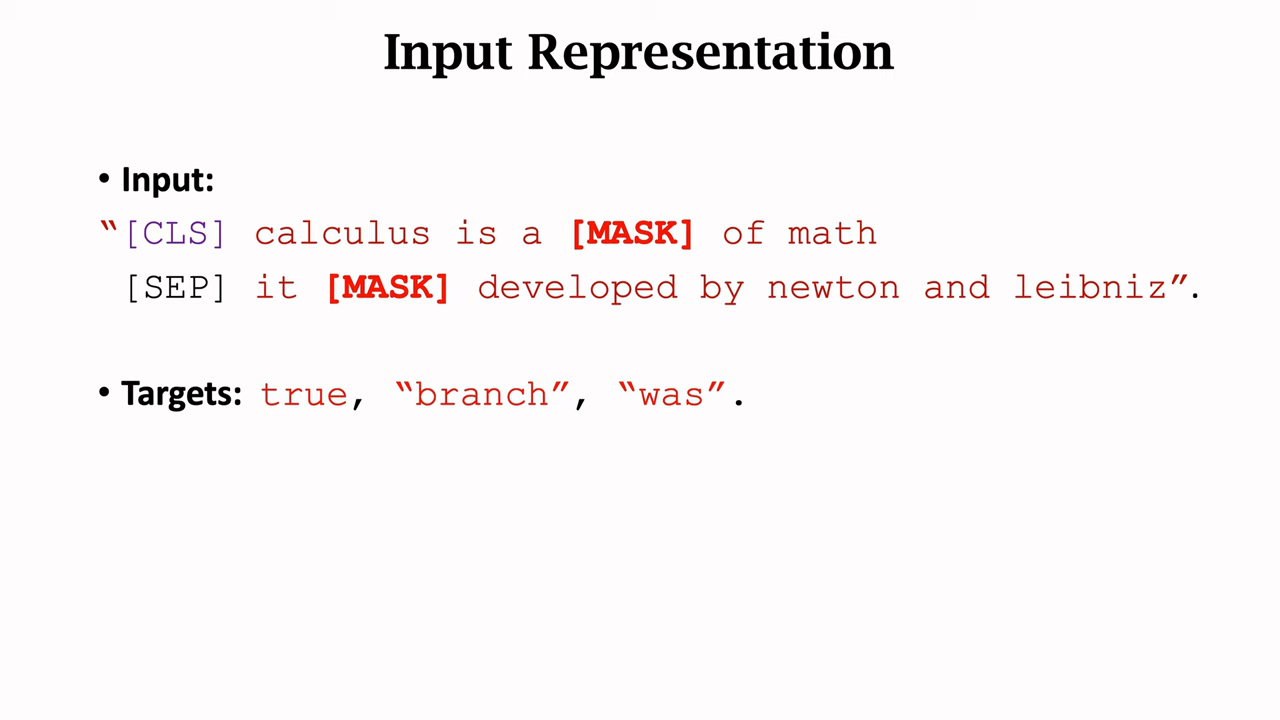 Input Representation
• Input:
“[CLS] calculus is a [MASK] of math
[SEP] it [MASK] developed by newton and leibniz”.
• Targets: true, “branch”, “was”.